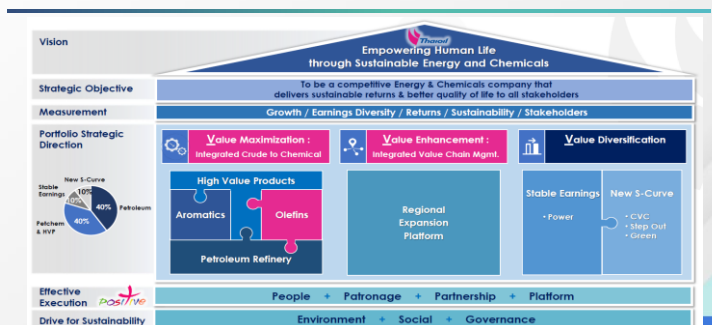 Vision
Thaioil
Empowering Human Life
through Sustainable Energy and Chemicals
Strategic Objective
To be a competitive Energy & Chemicals company that
delivers sustainable returns & better quality of life to all stakeholders
Measurement
Growth / Earnings Diversity / Returns / Sustainability / Stakeholders
Portfolio Strategic
Direction
New S-Curve
Stable
Earnings
10%
10%
40%
Petroleum
40%
Petchem
& HVP
Value Maximization :
Integrated Crude to Chemical
High Value Products
Aromatics
Olefins
Petroleum Refinery
Value Enhancement :
Integrated Value Chain Mgmt.
Regional
Expansion
Platform
Value Diversification
Stable Earnings
• Power
New S-Curve
• CVC
• Step Out
• Green
Effective
Execution
POSITIVE
People + Patronage + Partnership + Platform
Drive for Sustainability
Environment + Social + Governance